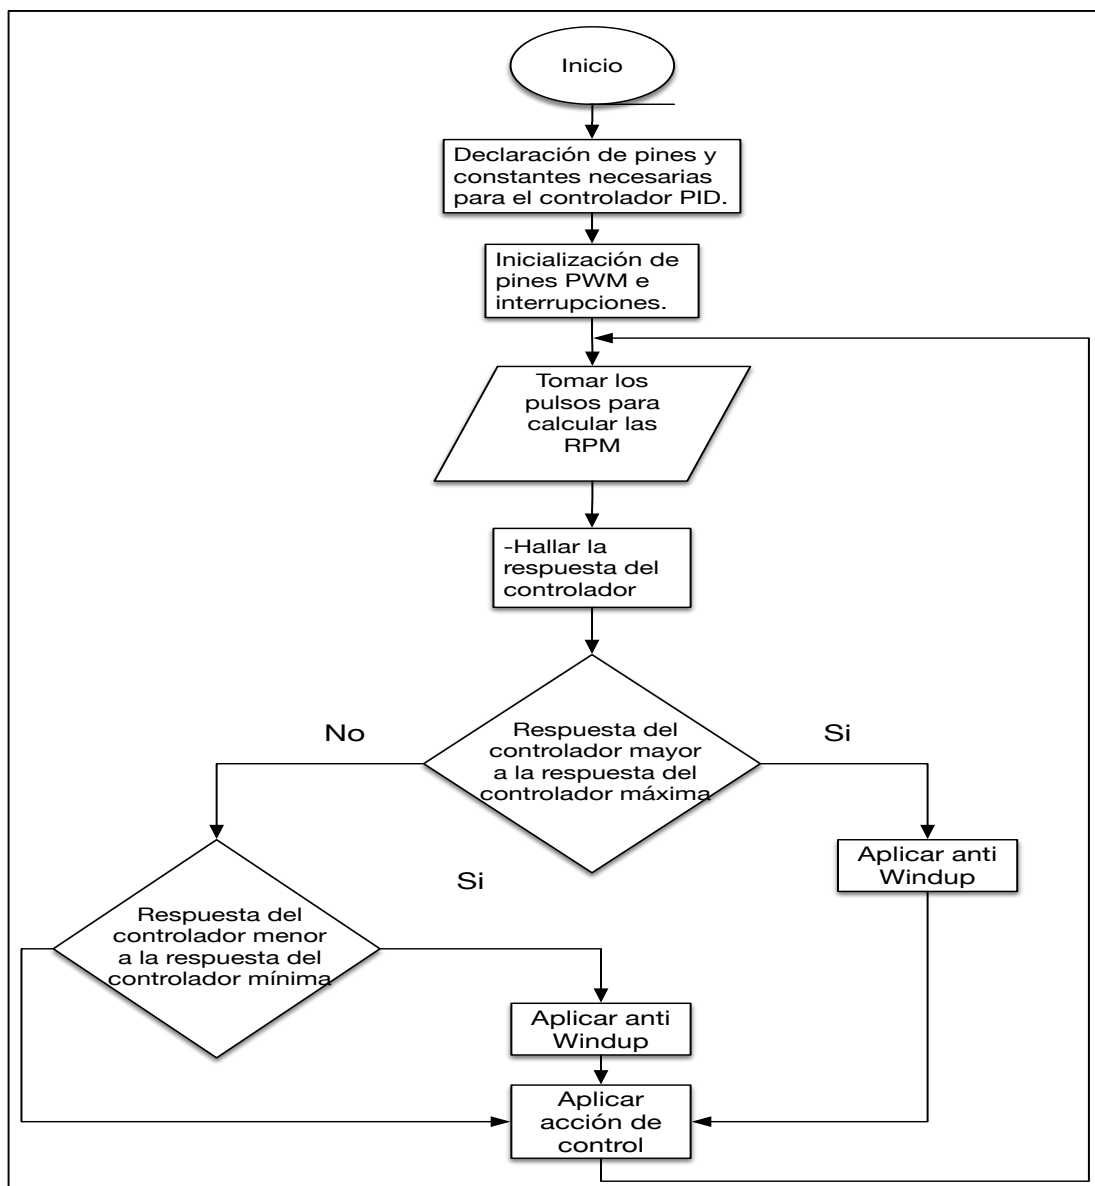 Inicio
Declaración de pines y
constantes necesarias
para el controlador PID.
Inicialización de
pines PWM e
interrupciones.
Tomar los
pulsos para
calcular las
RPM
-Hallar la
respuesta del
controlador
Respuesta del
controlador mayor
a la respuesta del
controlador máxima
No
Si
Aplicar anti
Windup
Respuesta del
controlador menor
a la respuesta del
controlador mínima
Si
Aplicar anti
Windup
Aplicar
acción de
control